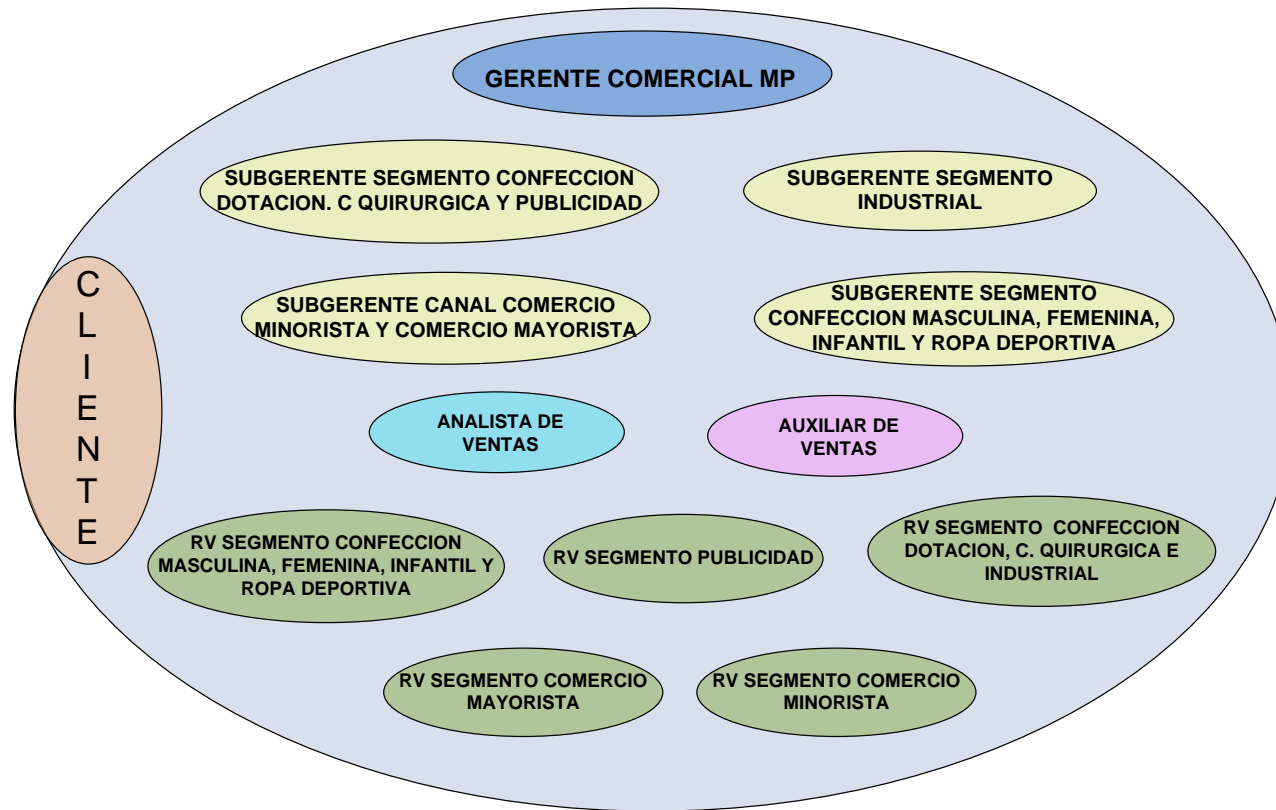 GERENTE COMERCIAL MP
SUBGERENTE SEGMENTO CONFECCION
DOTACION. C QUIRURGICA Y PUBLICIDAD
SUBGERENTE SEGMENTO
INDUSTRIAL
SUBGERENTE CANAL COMERCIO
MINORISTA Y COMERCIO MAYORISTA
SUBGERENTE SEGMENTO
CONFECCION MASCULINA, FEMENINA,
INFANTIL Y ROPA DEPORTIVA
CLIENTE
ANALISTA DE
VENTAS
AUXILIAR DE
VENTAS
RV SEGMENTO CONFECCION
MASCULINA, FEMENINA, INFANTIL Y
ROPA DEPORTIVA
RV SEGMENTO PUBLICIDAD
RV SEGMENTO CONFECCION
DOTACION, C. QUIRURGICA E
INDUSTRIAL
RV SEGMENTO COMERCIO
MAYORISTA
RV SEGMENTO COMERCIO
MINORISTA